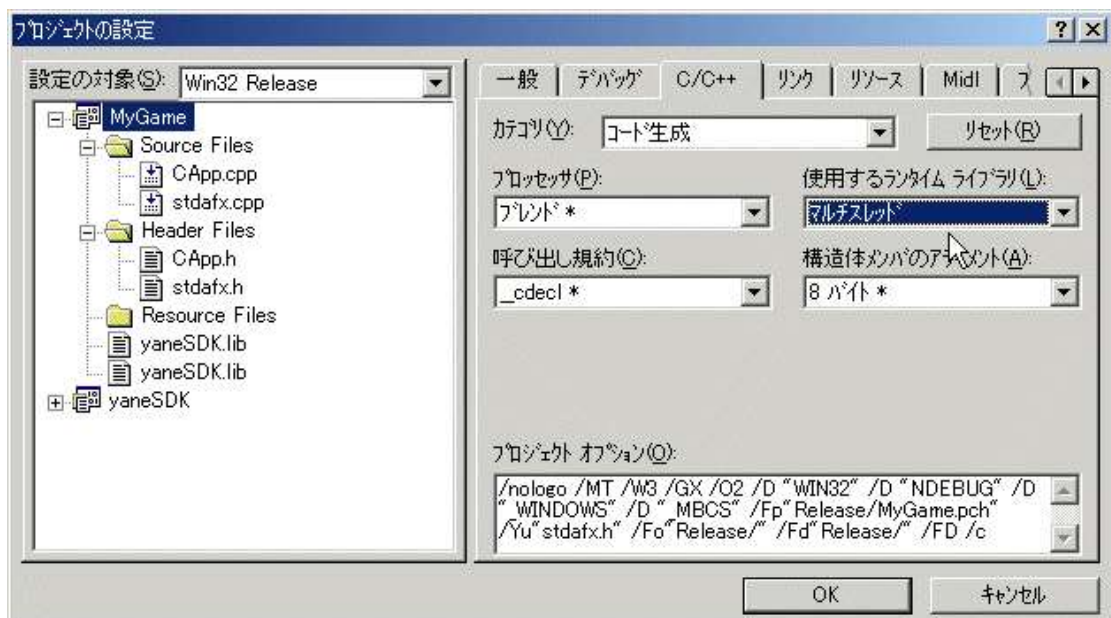 プロジェクトの設定
設定の対象(S): Win32 Release
MyGame
Source Files
CApp.cpp
stdafx.cpp
Header Files
CApp.h
stdafx.h
Resource Files
yaneSDK.lib
yaneSDK.lib
yaneSDK
一般 デバッグ C/C++ リンク リソース Midl
カテゴリ(Y): コード生成 リセット(R)
プロセッサ(P): 使用するランタイム ライブラリ(L):
ブレンド * マルチスレッド
呼び出し規約(C): 構造体メンバのアライメント(A):
_cdecl * 8 バイト *
プロジェクト オプション(O):
/nologo /MT /W3 /GX /O2 /D "WIN32" /D "NDEBUG" /D
"_WINDOWS" /D "_MBCS" /Fp"Release/MyGame.pch"
/Yu"stdafx.h" /Fo"Release/" /Fd"Release/" /FD /c
OK キャンセル